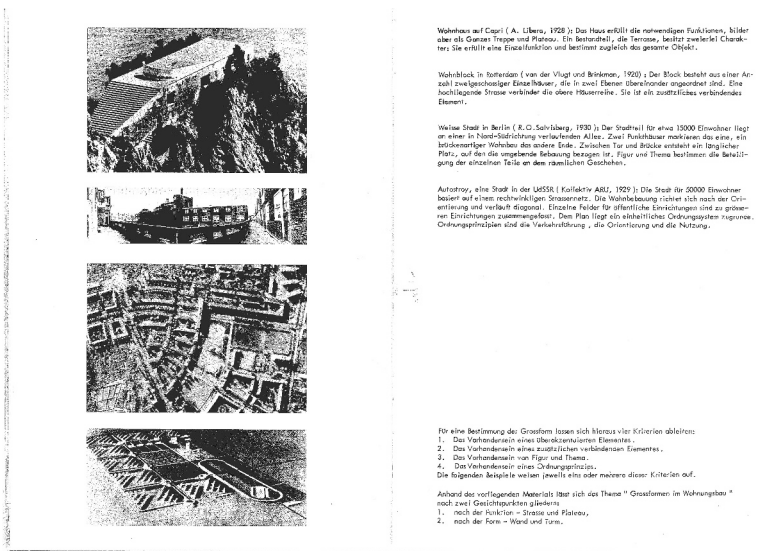 Wohnhaus auf Capri ( A. Libera, 1928 ): Das Haus erfüllt die notwendigen Funktionen, bildet
aber als Ganzes Treppe und Plateau. Ein Bestandteil, die Terrasse, besitzt zweierlei Charak-
ter: Sie erfüllt eine Einzelfunktion und bestimmt zugleich das gesamte Objekt.
Wohnblock in Rotterdam ( van der Vlugt und Brinkman, 1920) : Der Block besteht aus einer An-
zahl zweigeschossiger Einzelhäuser, die in zwei Ebenen übereinander angeordnet sind. Eine
hochliegende Strasse verbindet die obere Häuserreihe. Sie ist ein zusätzliches verbindendes
Element.
Weisse Stadt in Berlin ( R.O.Salvisberg, 1930 ): Der Stadtteil für etwa 15000 Einwohner liegt
an einer in Nord-Südrichtung verlaufenden Allee. Zwei Punkthäuser markieren das eine, ein
brückenartiger Wohnbau das andere Ende. Zwischen Tor und Brücke entsteht ein länglicher
Platz, auf den die umgebende Bebauung bezogen ist. Figur und Thema bestimmen die Beteili-
gung der einzelnen Teile an dem räumlichen Geschehen.
Autostroy, eine Stadt in der UdSSR ( Kollektiv ARU, 1929 ): Die Stadt für 50000 Einwohner
basiert auf einem rechtwinkligen Strassennetz. Die Wohnbebauung richtet sich nach der Ori-
entierung und verläuft diagonal. Einzelne Felder für öffentliche Einrichtungen sind zu grösse-
ren Einrichtungen zusammengefasst. Dem Plan liegt ein einheitliches Ordnungssystem zugrunde.
Ordnungsprinzipien sind die Verkehrsführung , die Orientierung und die Nutzung.
Für eine Bestimmung der Grossform lassen sich hieraus vier Kriterien ableiten:
1. Das Vorhandensein eines überakzentuierten Elementes.
2. Das Vorhandensein eines zusätzlichen verbindenden Elementes.
3. Das Vorhandensein von Figur und Thema.
4. Das Vorhandensein eines Ordnungsprinzips.
Die folgenden Beispiele weisen jeweils eins oder mehrere dieser Kriterien auf.
Anhand des vorliegenden Materials lässt sich das Thema " Grossformen im Wohnungsbau "
nach zwei Gesichtspunkten gliedern:
1. nach der Funktion - Strasse und Plateau,
2. nach der Form - Wand und Turm.